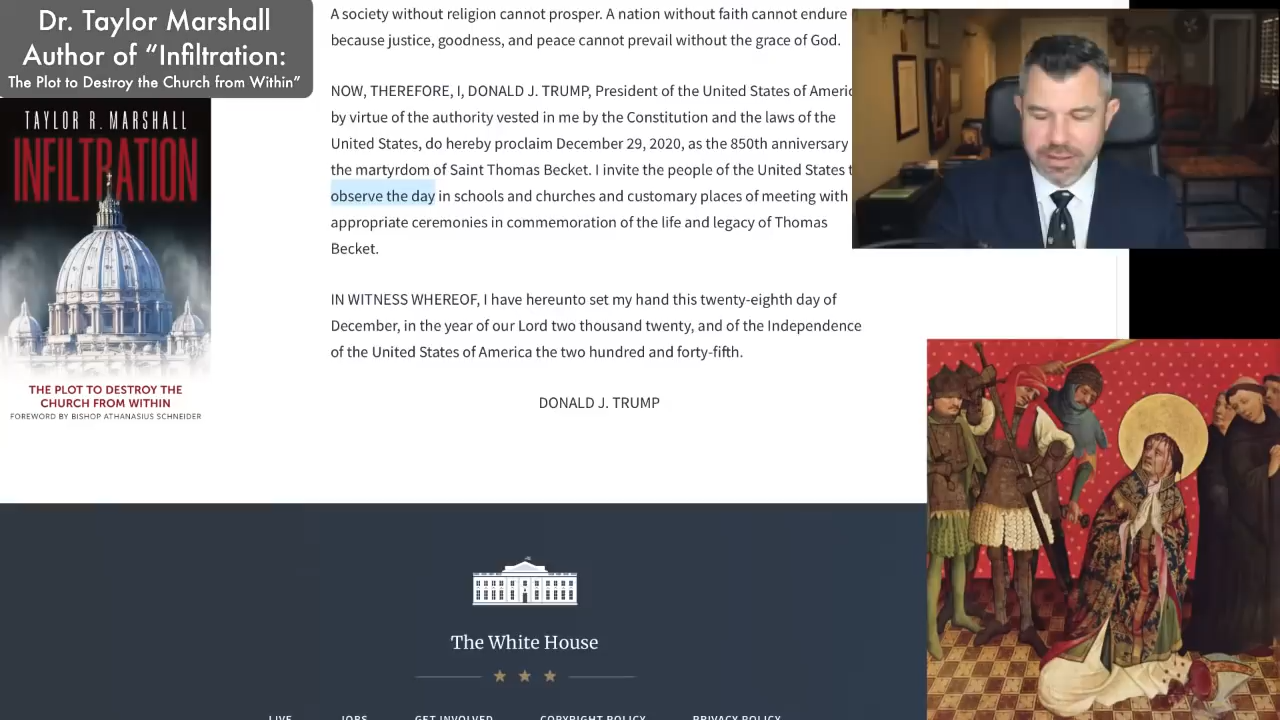 Dr. Taylor Marshall
Author of “Infiltration:
The Plot to Destroy the Church from Within”
TAYLOR R. MARSHALL
INFILTRATION
THE PLOT TO DESTROY THE
CHURCH FROM WITHIN
FOREWORD BY BISHOP ATHANASIUS SCHNEIDER
A society without religion cannot prosper. A nation without faith cannot endure
because justice, goodness, and peace cannot prevail without the grace of God.
NOW, THEREFORE, I, DONALD J. TRUMP, President of the United States of
by virtue of the authority vested in me by the Constitution and the laws of the
United States, do hereby proclaim December 29, 2020, as the 850th anniversary
the martyrdom of Saint Thomas Becket. I invite the people of the United States
observe the day in schools and churches and customary places of meeting with
appropriate ceremonies in commemoration of the life and legacy of Thomas
Becket.
IN WITNESS WHEREOF, I have hereunto set my hand this twenty-eighth day of
December, in the year of our Lord two thousand twenty, and of the Independence
of the United States of America the two hundred and forty-fifth.
DONALD J. TRUMP
The White House
LIVE JOBS GET INVOLVED COPYRIGHT POLICY PRIVACY POLICY